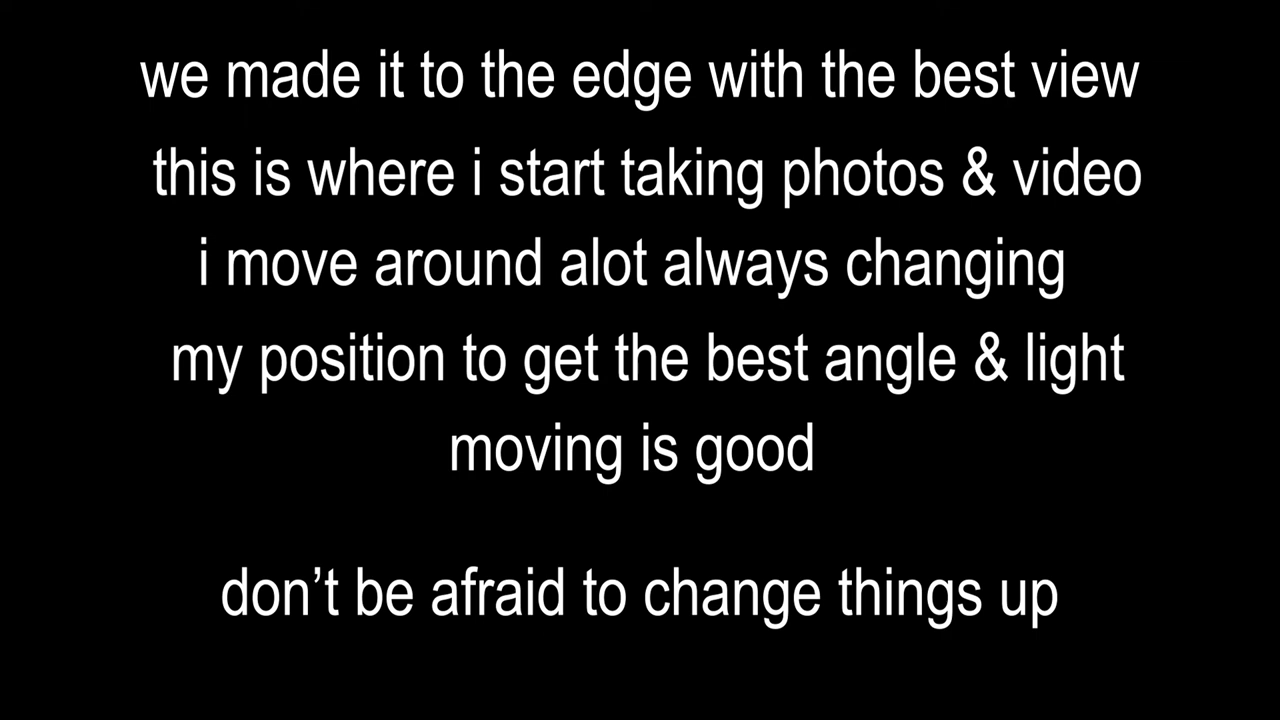 we made it to the edge with the best view
this is where i start taking photos & video
i move around alot always changing
my position to get the best angle & light
moving is good
don’t be afraid to change things up